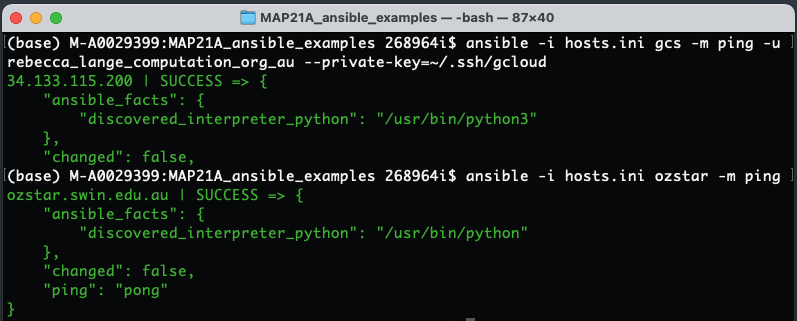 MAP21A_ansible_examples — -bash — 87×40
(base) M-A0029399:MAP21A_ansible_examples 268964i$ ansible -i hosts.ini gcs -m ping -u
rebecca_lange_computation_org_au --private-key=~/.ssh/gcloud
34.133.115.200 | SUCCESS => {
    "ansible_facts": {
        "discovered_interpreter_python": "/usr/bin/python3"
    },
    "changed": false,
(base) M-A0029399:MAP21A_ansible_examples 268964i$ ansible -i hosts.ini ozstar -m ping
ozstar.swin.edu.au | SUCCESS => {
    "ansible_facts": {
        "discovered_interpreter_python": "/usr/bin/python"
    },
    "changed": false,
    "ping": "pong"
}